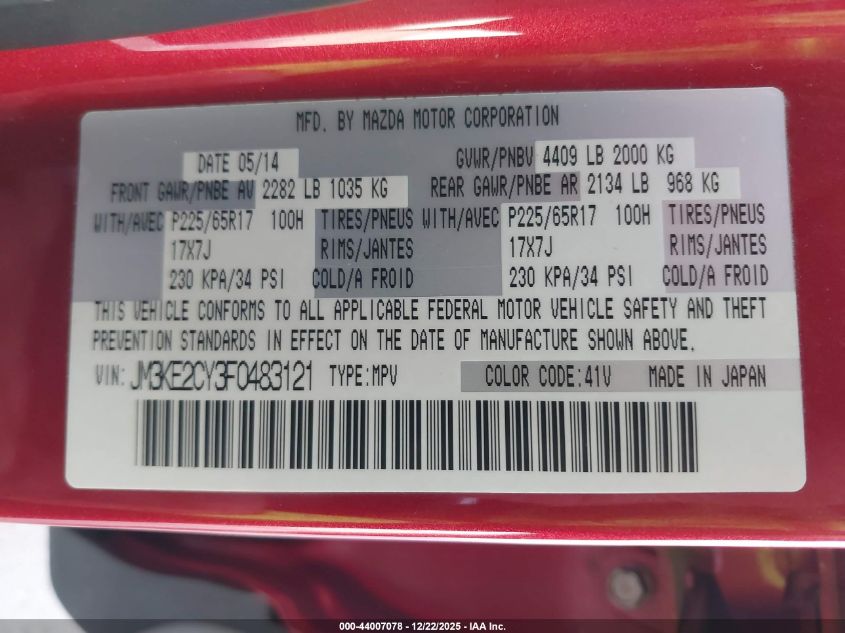 MFD. BY MAZDA MOTOR CORPORATION
DATE 05/14 GVWR/PNBV 4409 LB 2000 KG
FRONT GAWR/PNBE AV 2282 LB 1035 KG REAR GAWR/PNBE AR 2134 LB 968 KG
WITH/AVEC P225/65R17 100H TIRES/PNEUS WITH/AVEC P225/65R17 100H TIRES/PNEUS
17X7J RIMS/JANTES 17X7J RIMS/JANTES
230 KPA/34 PSI COLD/A FROID 230 KPA/34 PSI COLD/A FROID
THIS VEHICLE CONFORMS TO ALL APPLICABLE FEDERAL MOTOR VEHICLE SAFETY AND THEFT
PREVENTION STANDARDS IN EFFECT ON THE DATE OF MANUFACTURE SHOWN ABOVE.
VIN: JM3KE2CY3F0483121 TYPE:MPV COLOR CODE:41V MADE IN JAPAN
000-44007078 - 12/22/2025 - IAA Inc.